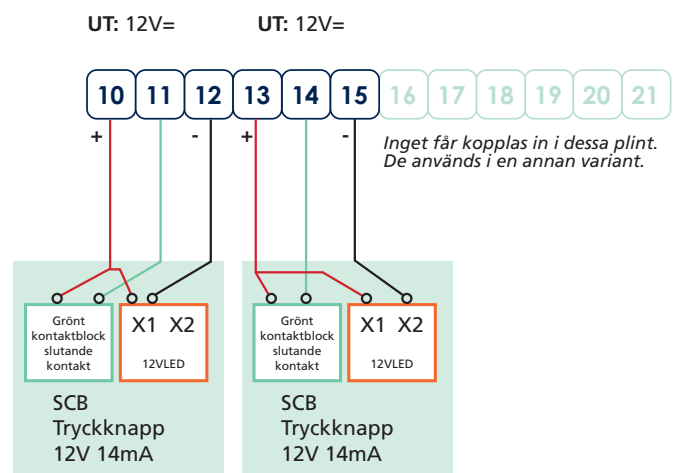 UT: 12V= UT: 12V=
10 11 12 13 14 15 16 17 18 19 20 21
+ - + -
Inget får kopplas in i dessa plint.
De används i en annan variant.
Grönt
kontaktblock
slutande
kontakt
X1 X2
12VLED
SCB
Tryckknapp
12V 14mA
Grönt
kontaktblock
slutande
kontakt
X1 X2
12VLED
SCB
Tryckknapp
12V 14mA